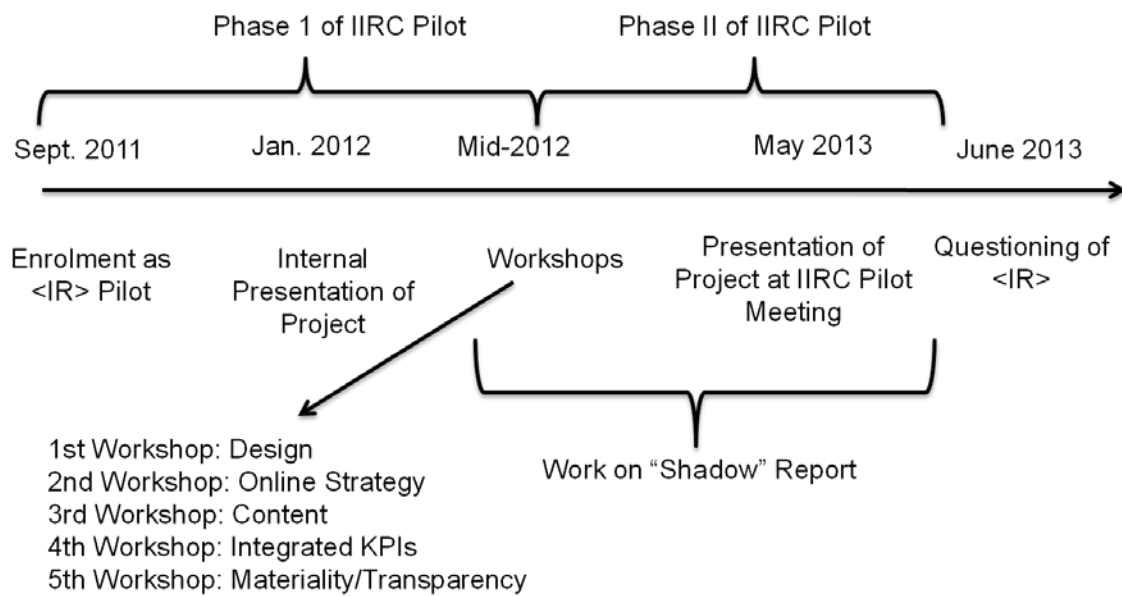 Phase 1 of IIRC Pilot
Phase II of IIRC Pilot
Sept. 2011
Jan. 2012
Mid-2012
May 2013
June 2013
Enrolment as
<IR> Pilot
Internal
Presentation of
Project
Workshops
Presentation of
Project at IIRC Pilot
Meeting
Questioning of
<IR>
1st Workshop: Design
2nd Workshop: Online Strategy
3rd Workshop: Content
4th Workshop: Integrated KPIs
5th Workshop: Materiality/Transparency
Work on “Shadow” Report